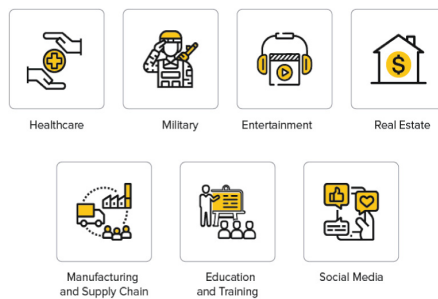 Healthcare
Military
Entertainment
Real Estate
Manufacturing
and Supply Chain
Education
and Training
Social Media